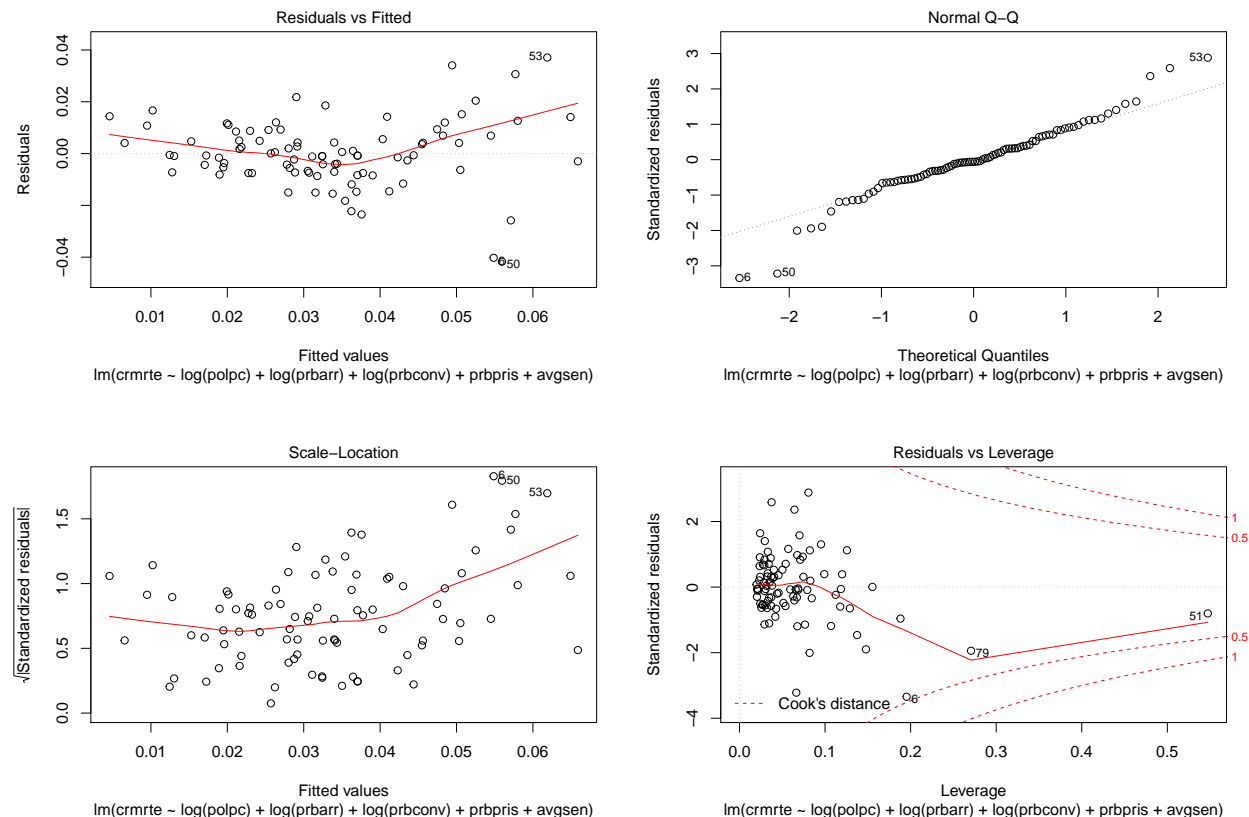 Residuals vs Fitted
Residuals
0.04
0.02
0.00
−0.04
53
6
50
0.01 0.02 0.03 0.04 0.05 0.06
Fitted values
lm(crmrte ~ log(polpc) + log(prbarr) + log(prbconv) + prbpris + avgsen)
Normal Q−Q
Standardized residuals
3
2
1
0
−1
−2
−3
53
6
50
−2 −1 0 1 2
Theoretical Quantiles
lm(crmrte ~ log(polpc) + log(prbarr) + log(prbconv) + prbpris + avgsen)
Scale−Location
√|Standardized residuals|
1.5
1.0
0.5
0.0
6
50
53
0.01 0.02 0.03 0.04 0.05 0.06
Fitted values
lm(crmrte ~ log(polpc) + log(prbarr) + log(prbconv) + prbpris + avgsen)
Residuals vs Leverage
Standardized residuals
2
0
−2
−4
1
0.5
51
0.5
1
79
6
Cook's distance
0.0 0.1 0.2 0.3 0.4 0.5
Leverage
lm(crmrte ~ log(polpc) + log(prbarr) + log(prbconv) + prbpris + avgsen)